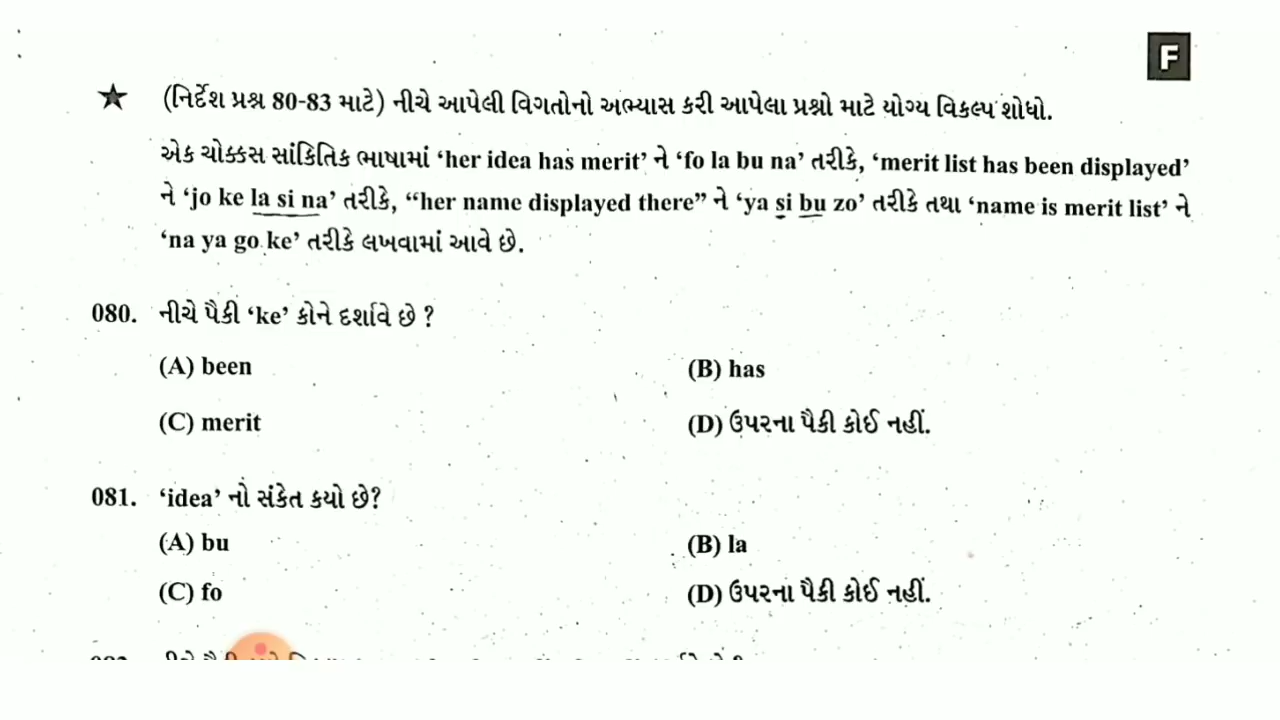 F
★ (નિર્દેશ પ્રશ્ન 80-83 માટે) નીચે આપેલી વિગતોનો અભ્યાસ કરી આપેલા પ્રશ્નો માટે યોગ્ય વિકલ્પ શોધો.
એક ચોક્કસ સાંકિતિક ભાષામાં ‘her idea has merit’ ને ‘fo la bu na’ તરીકે, ‘merit list has been displayed’
ને ‘jo ke la si na’ તરીકે, “her name displayed there” ને ‘ya si bu zo’ તરીકે તથા ‘name is merit list’ ને
‘na ya go ke’ તરીકે લખવામાં આવે છે.
080. નીચે પૈકી ‘ke’ કોને દર્શાવે છે ?
(A) been (B) has
(C) merit (D) ઉપરના પૈકી કોઈ નહીં.
081. ‘idea’ નો સંકેત કયો છે?
(A) bu (B) la
(C) fo (D) ઉપરના પૈકી કોઈ નહીં.